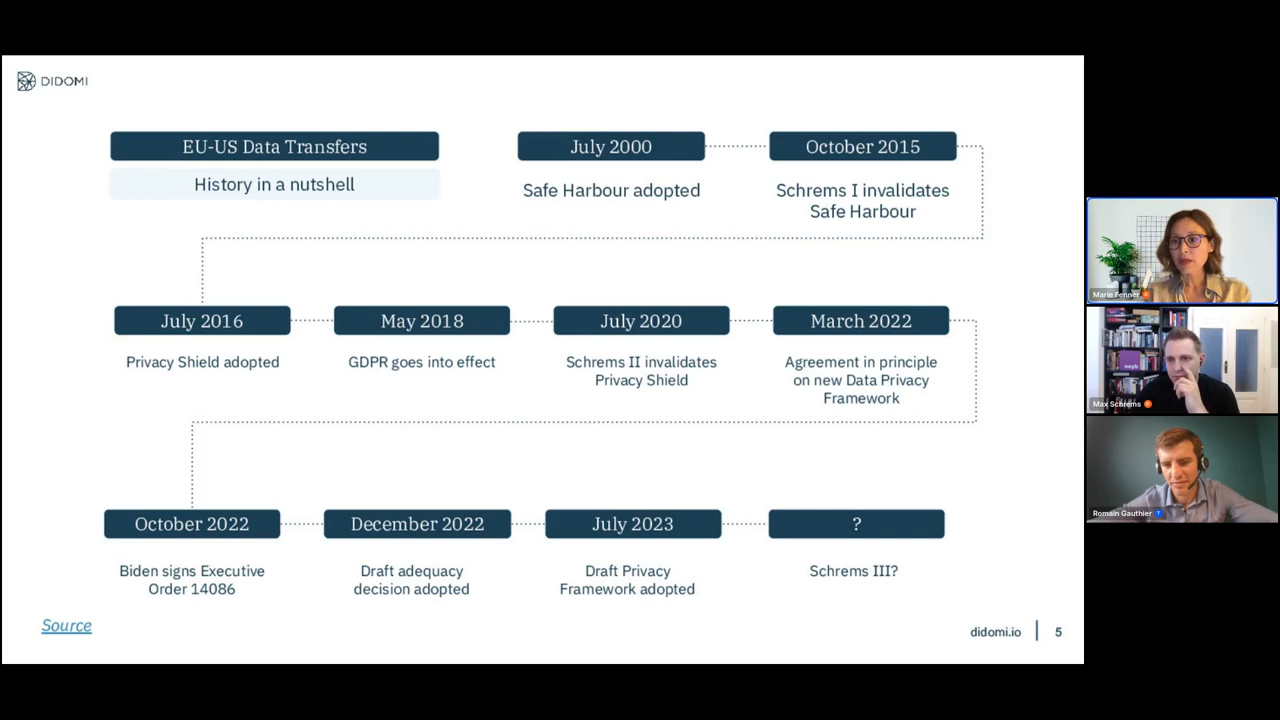 DIDOMI
EU-US Data Transfers
History in a nutshell
July 2000
Safe Harbour adopted
October 2015
Schrems I invalidates
Safe Harbour
July 2016
Privacy Shield adopted
May 2018
GDPR goes into effect
July 2020
Schrems II invalidates
Privacy Shield
March 2022
Agreement in principle
on new Data Privacy
Framework
October 2022
Biden signs Executive
Order 14086
December 2022
Draft adequacy
decision adopted
July 2023
Draft Privacy
Framework adopted
?
Schrems III?
Source
didomi.io
5
Marie Fenner
noyb
Max Schrems
Romain Gauthier